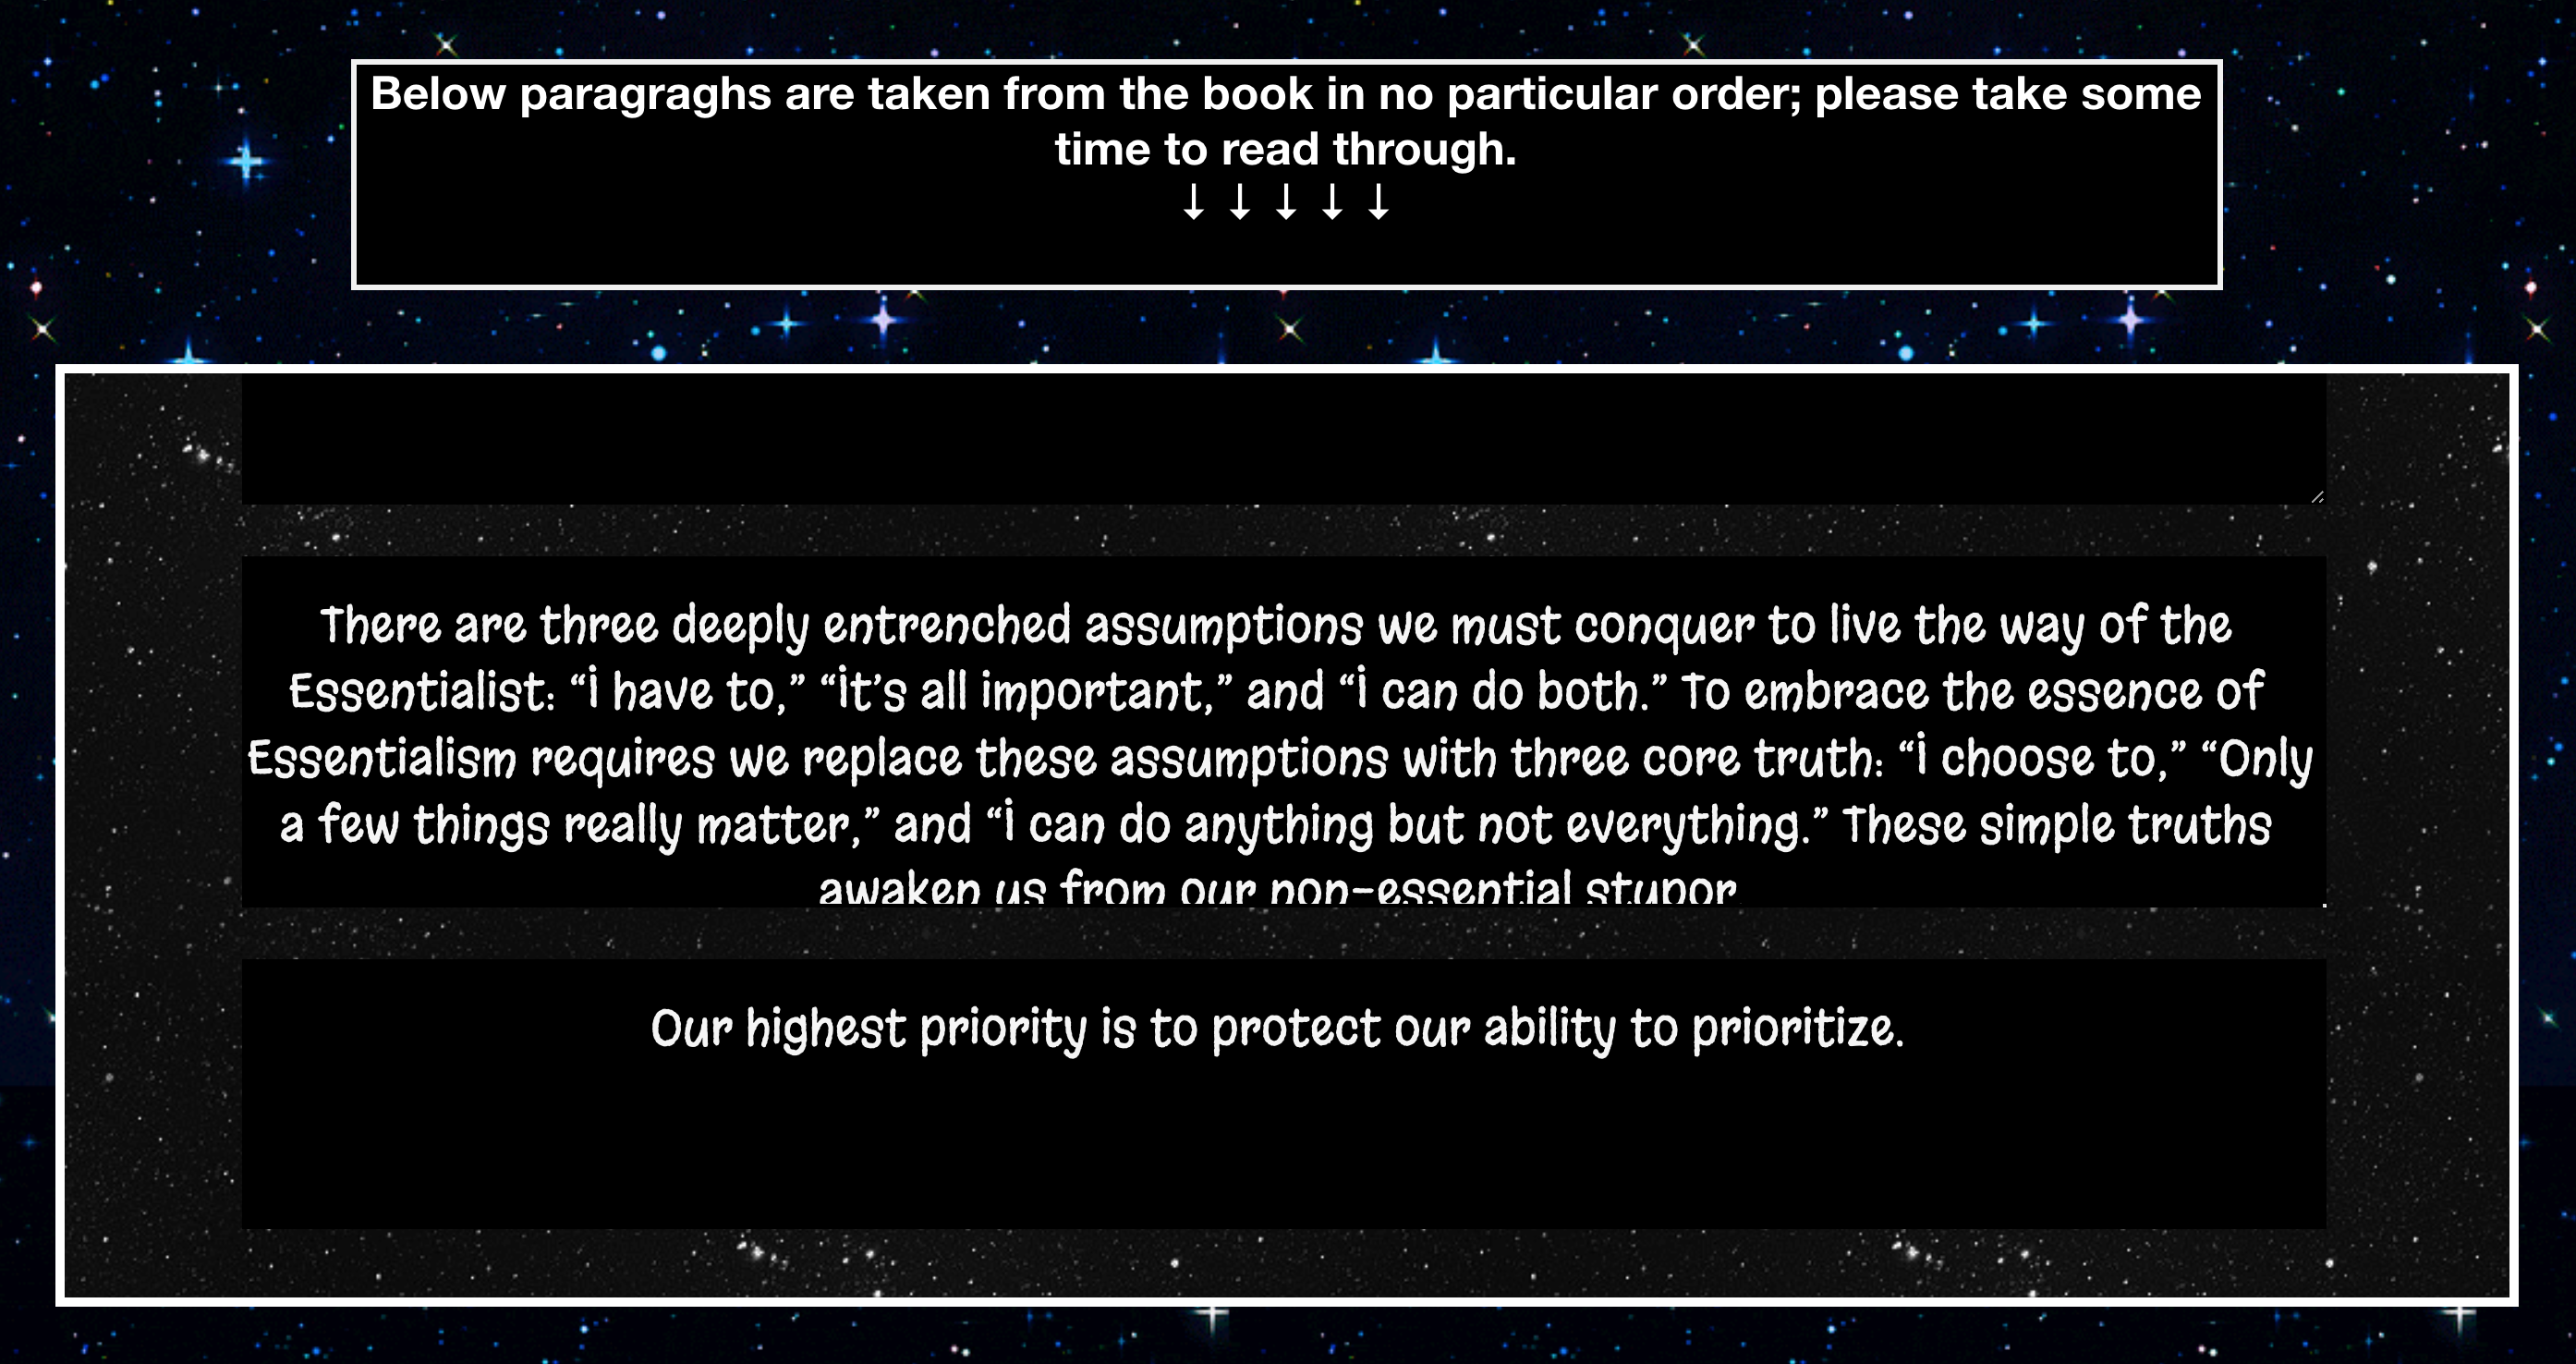 Below paragraghs are taken from the book in no particular order; please take some
time to read through.
↓ ↓ ↓ ↓ ↓
There are three deeply entrenched assumptions we must conquer to live the way of the
Essentialist: “I have to,” “It’s all important,” and “I can do both.” To embrace the essence of
Essentialism requires we replace these assumptions with three core truth: “I choose to,” “Only
a few things really matter,” and “I can do anything but not everything.” These simple truths
awaken us from our non-essential stupor.
Our highest priority is to protect our ability to prioritize.